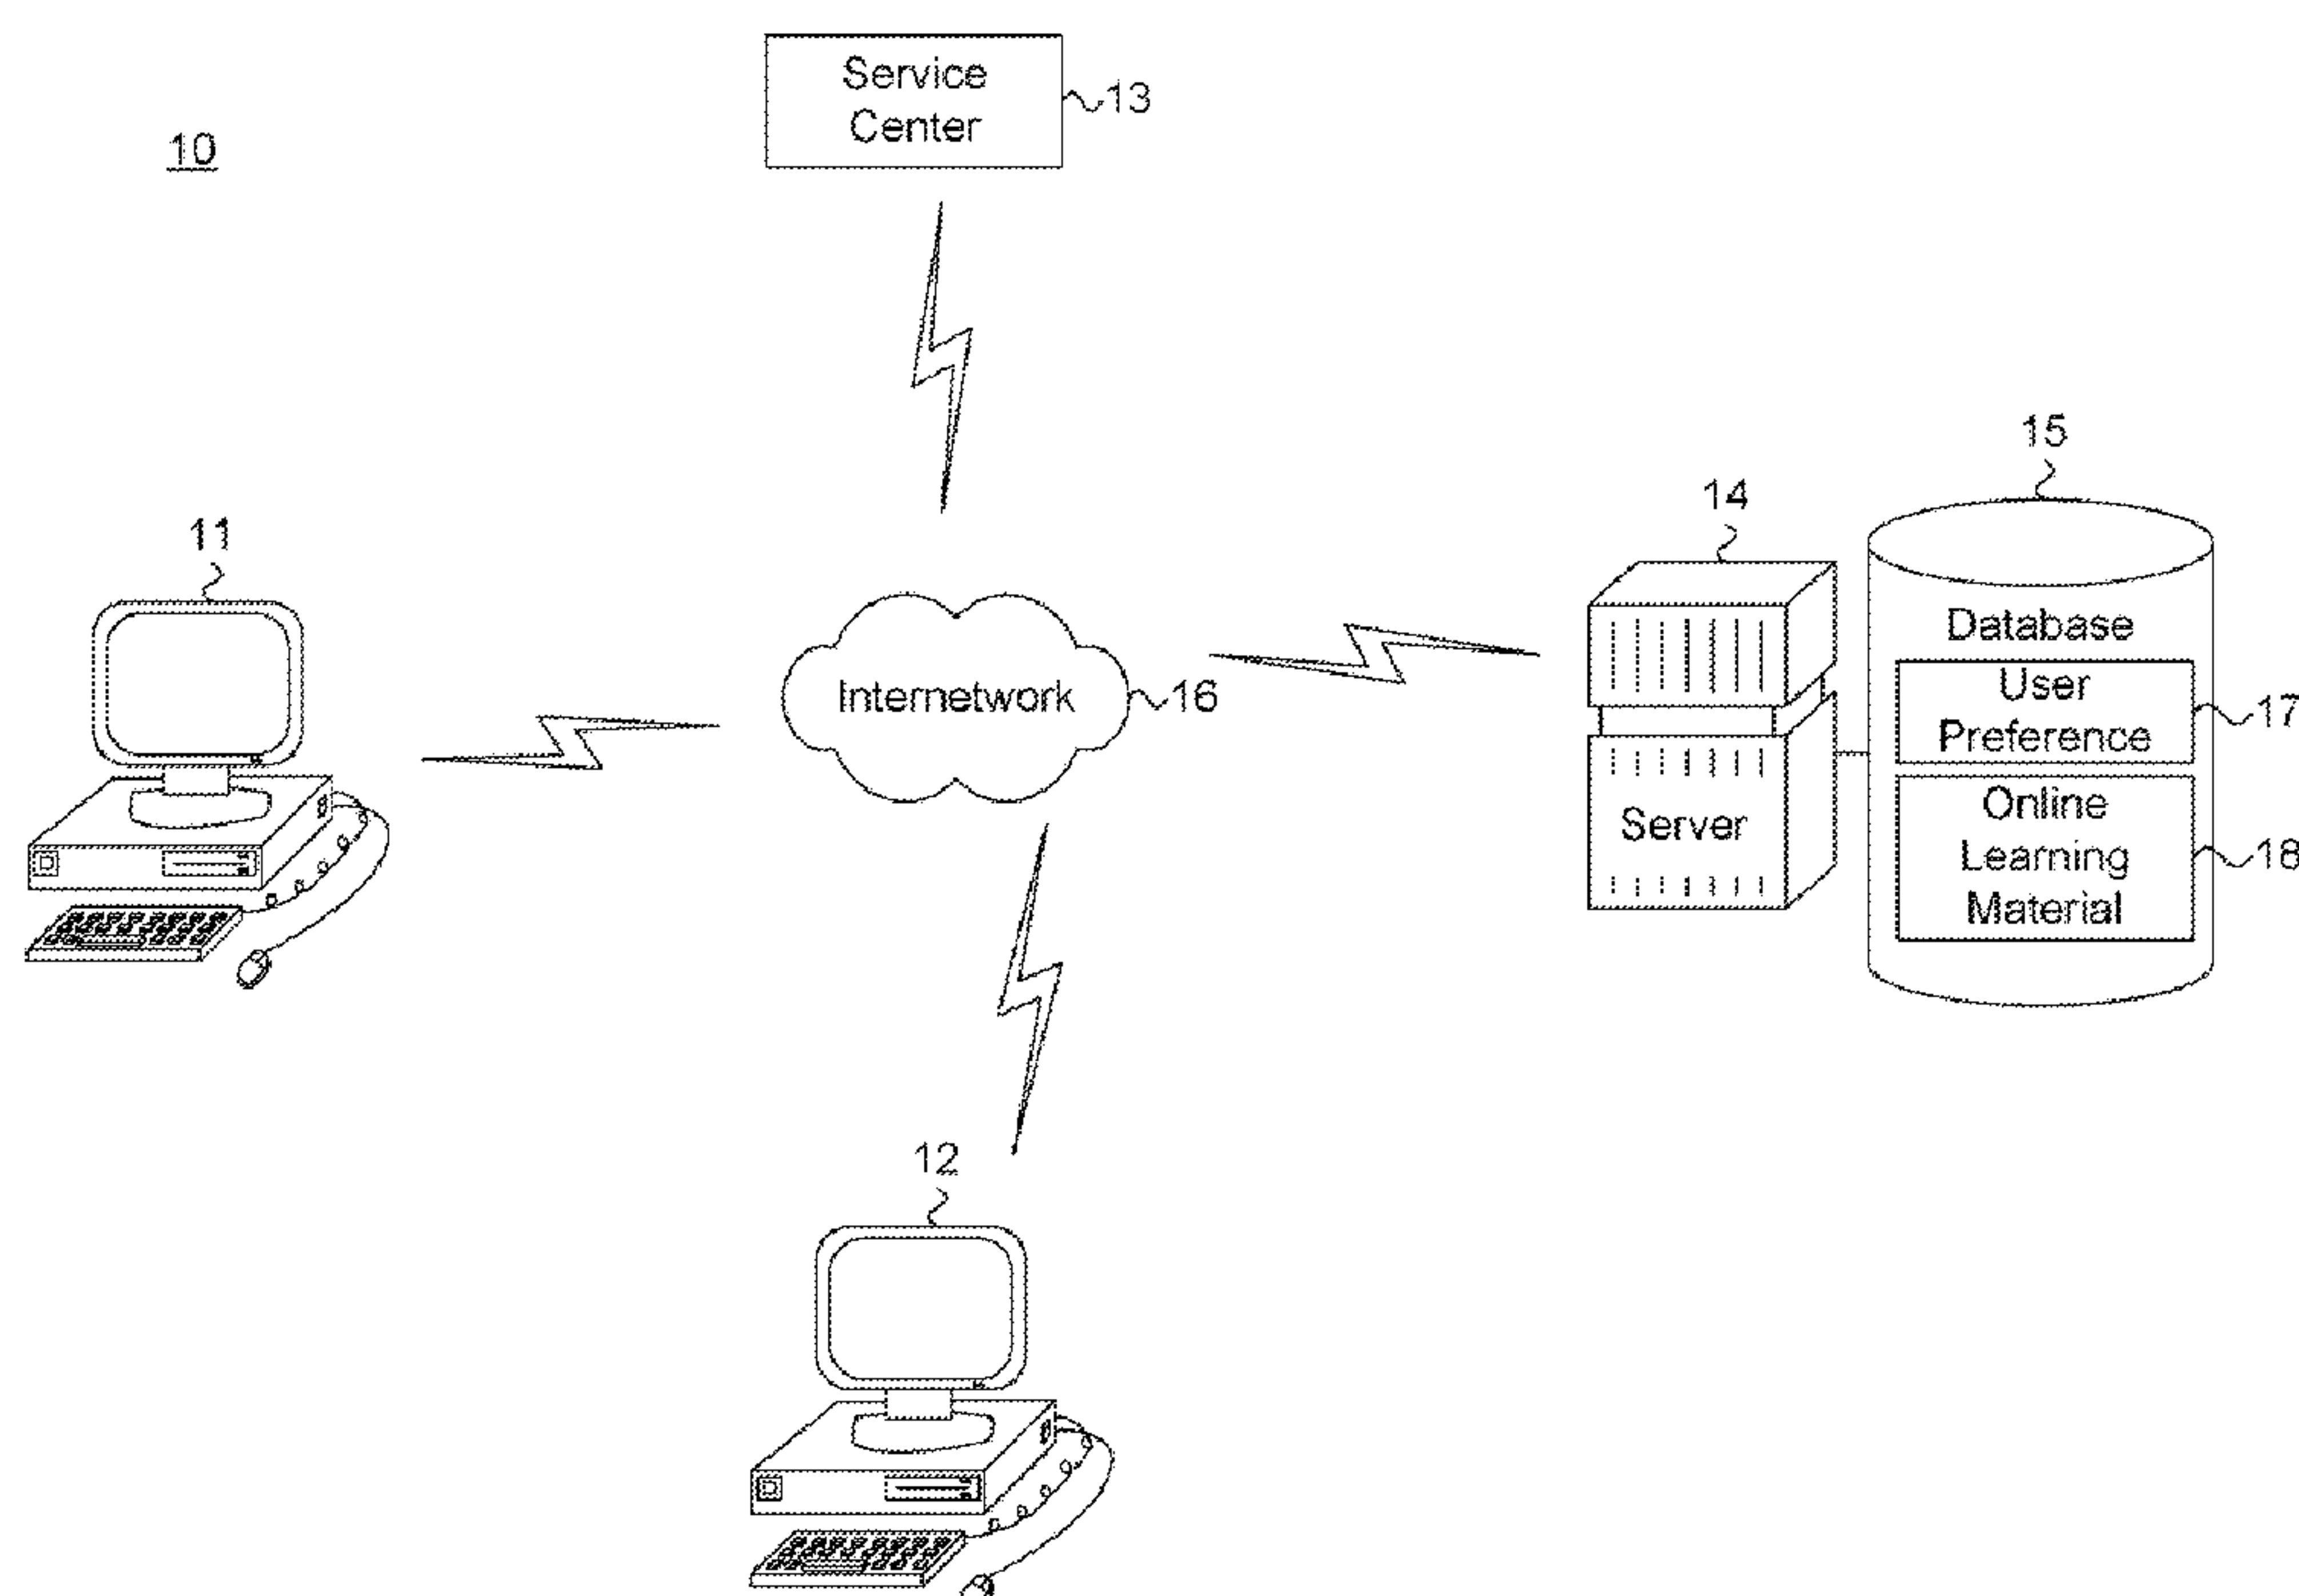 Service
Center
13
10
15
14
11
Database
User
Preference
17
Internetwork
16
Online
Learning
Material
18
Server
12